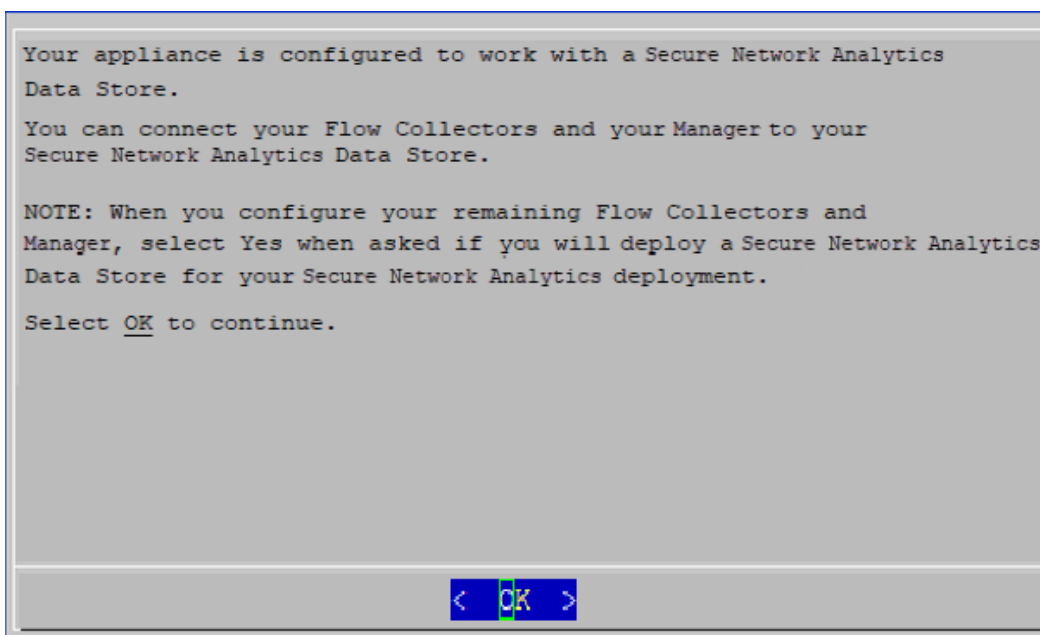 Your appliance is configured to work with a Secure Network Analytics
Data Store.
You can connect your Flow Collectors and your Manager to your
Secure Network Analytics Data Store.
NOTE: When you configure your remaining Flow Collectors and
Manager, select Yes when asked if you will deploy a Secure Network Analytics
Data Store for your Secure Network Analytics deployment.
Select OK to continue.
< OK >